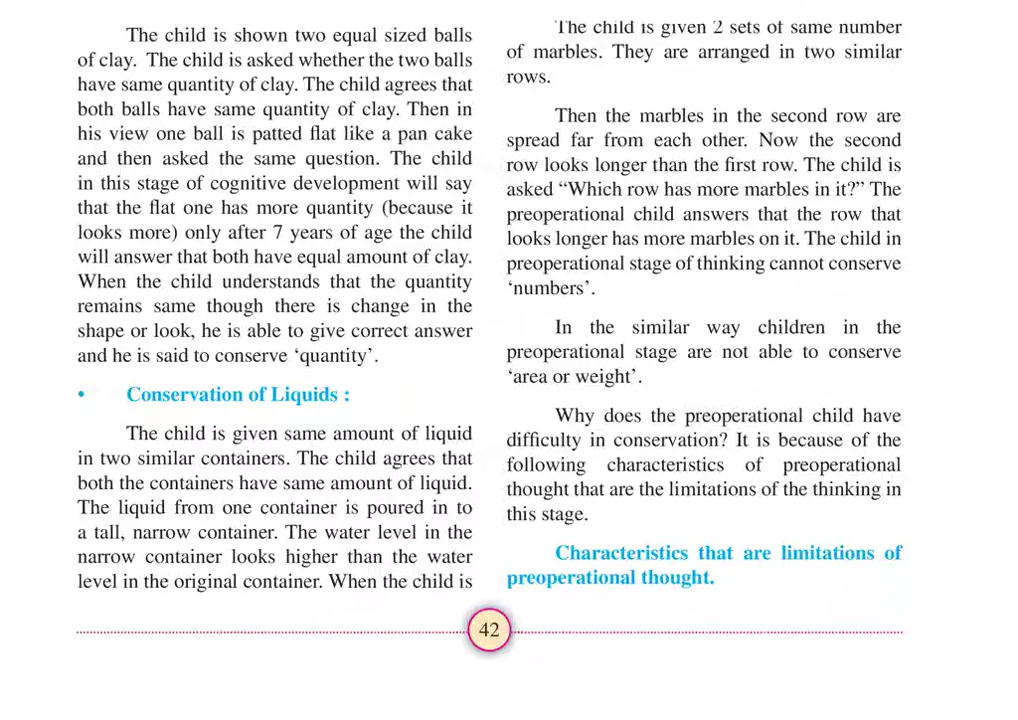 The child is shown two equal sized balls
of clay. The child is asked whether the two balls
have same quantity of clay. The child agrees that
both balls have same quantity of clay. Then in
his view one ball is patted flat like a pan cake
and then asked the same question. The child
in this stage of cognitive development will say
that the flat one has more quantity (because it
looks more) only after 7 years of age the child
will answer that both have equal amount of clay.
When the child understands that the quantity
remains same though there is change in the
shape or look, he is able to give correct answer
and he is said to conserve ‘quantity’.
• Conservation of Liquids :
The child is given same amount of liquid
in two similar containers. The child agrees that
both the containers have same amount of liquid.
The liquid from one container is poured in to
a tall, narrow container. The water level in the
narrow container looks higher than the water
level in the original container. When the child is
The child is given 2 sets of same number
of marbles. They are arranged in two similar
rows.
Then the marbles in the second row are
spread far from each other. Now the second
row looks longer than the first row. The child is
asked “Which row has more marbles in it?” The
preoperational child answers that the row that
looks longer has more marbles on it. The child in
preoperational stage of thinking cannot conserve
‘numbers’.
In the similar way children in the
preoperational stage are not able to conserve
‘area or weight’.
Why does the preoperational child have
difficulty in conservation? It is because of the
following characteristics of preoperational
thought that are the limitations of the thinking in
this stage.
Characteristics that are limitations of
preoperational thought.
42